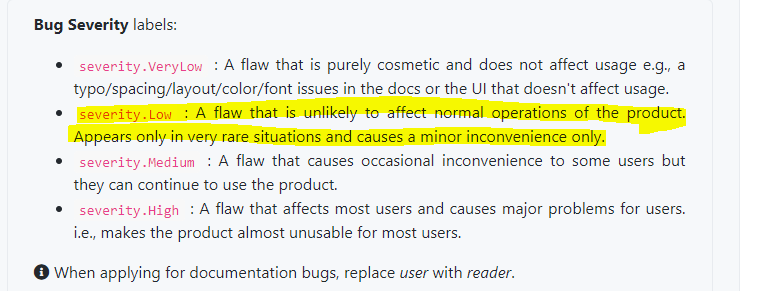 Bug Severity labels:
severity.VeryLow : A flaw that is purely cosmetic and does not affect usage e.g., a
typo/spacing/layout/color/font issues in the docs or the UI that doesn't affect usage.
severity.Low : A flaw that is unlikely to affect normal operations of the product.
Appears only in very rare situations and causes a minor inconvenience only.
severity.Medium : A flaw that causes occasional inconvenience to some users but
they can continue to use the product.
severity.High : A flaw that affects most users and causes major problems for users.
i.e., makes the product almost unusable for most users.
When applying for documentation bugs, replace user with reader.